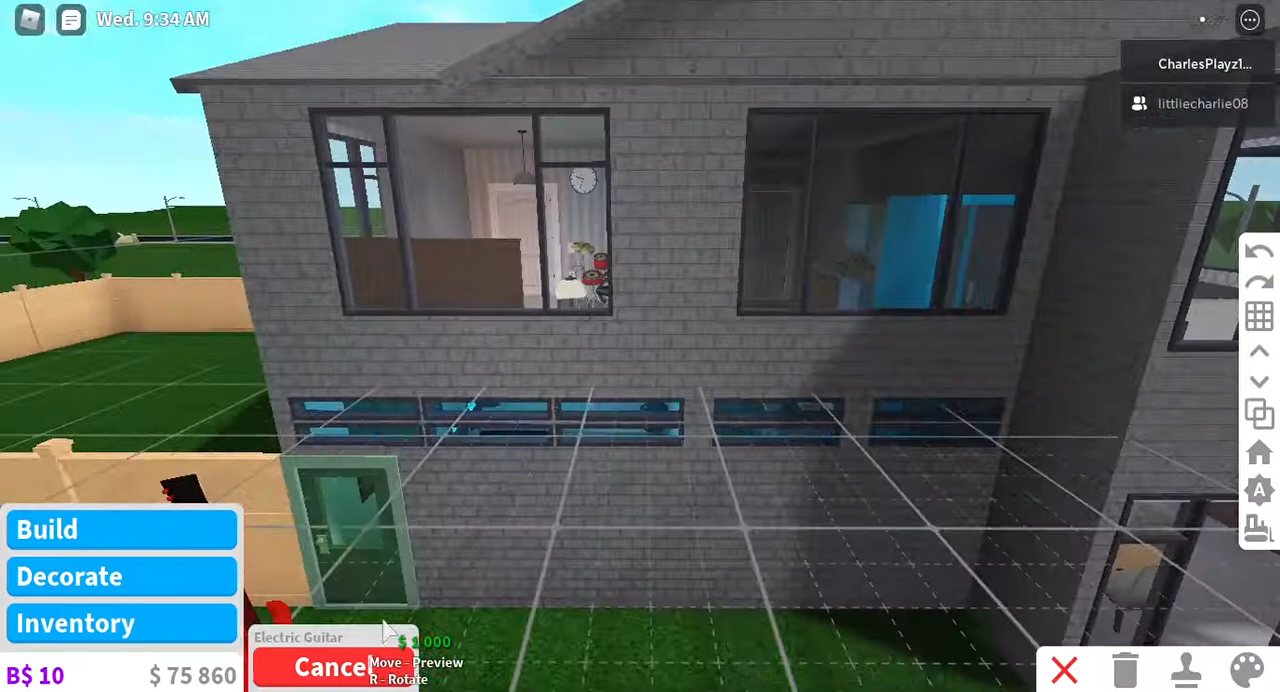 Wed. 9:34 AM
CharlesPlayz1...
littliecharlie08
Build
Decorate
Inventory
B$ 10
$ 75 860
Electric Guitar
$ 1 000
Cancel
Move - Preview
R - Rotate
A